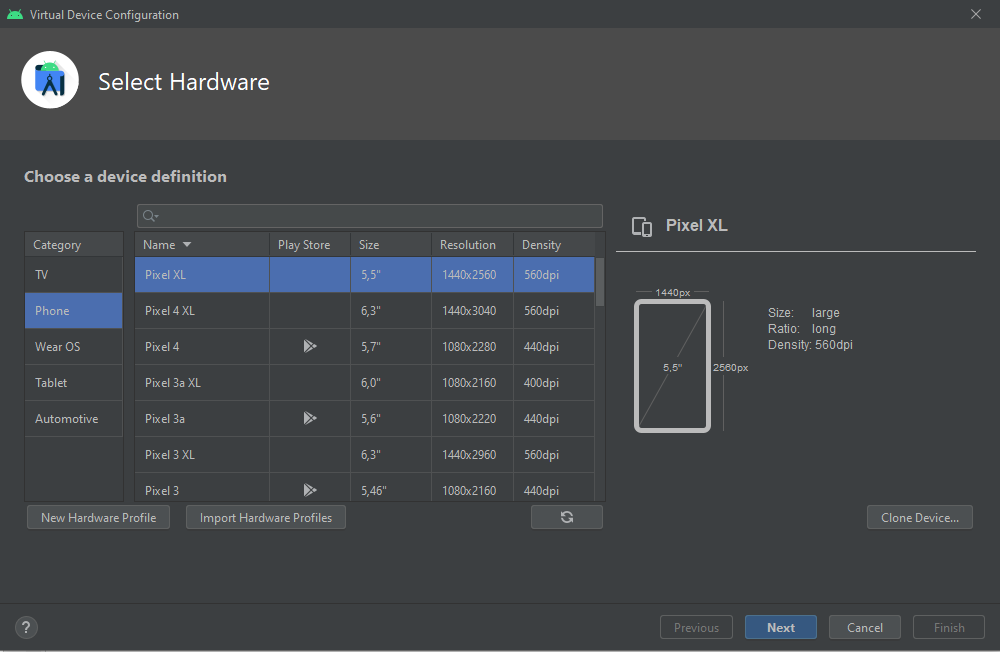 Virtual Device Configuration
Select Hardware
Choose a device definition
Category
TV
Phone
Wear OS
Tablet
Automotive
Name Play Store Size Resolution Density
Pixel XL 5,5" 1440x2560 560dpi
Pixel 4 XL 6,3" 1440x3040 560dpi
Pixel 4 5,7" 1080x2280 440dpi
Pixel 3a XL 6,0" 1080x2160 400dpi
Pixel 3a 5,6" 1080x2220 440dpi
Pixel 3 XL 6,3" 1440x2960 560dpi
Pixel 3 5,46" 1080x2160 440dpi
Pixel XL
1440px
5,5"
2560px
Size: large
Ratio: long
Density: 560dpi
New Hardware Profile
Import Hardware Profiles
Clone Device...
?
Previous
Next
Cancel
Finish